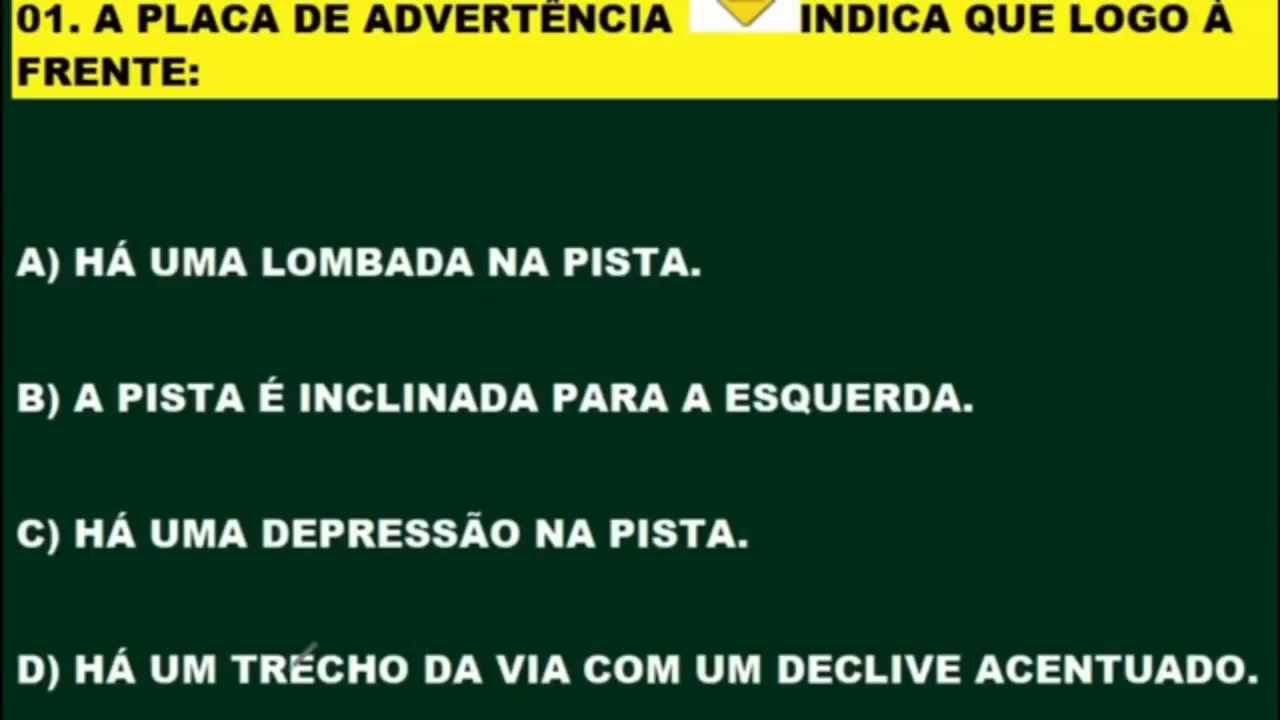 01. A PLACA DE ADVERTÊNCIA INDICA QUE LOGO À
FRENTE:
A) HÁ UMA LOMBADA NA PISTA.
B) A PISTA É INCLINADA PARA A ESQUERDA.
C) HÁ UMA DEPRESSÃO NA PISTA.
D) HÁ UM TRECHO DA VIA COM UM DECLIVE ACENTUADO.